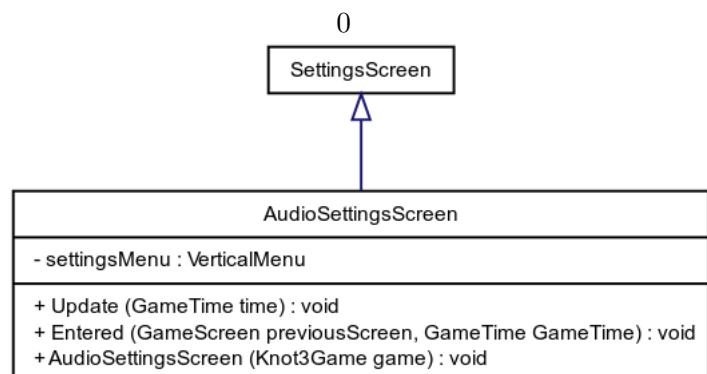 0
SettingsScreen
AudioSettingsScreen
- settingsMenu : VerticalMenu
+ Update (GameTime time) : void
+ Entered (GameScreen previousScreen, GameTime GameTime) : void
+AudioSettingsScreen (Knot3Game game) : void